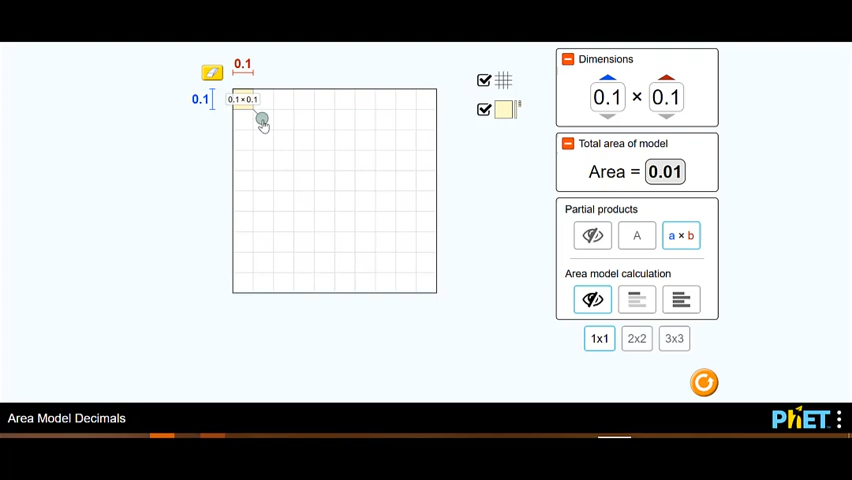 0.1
0.1
0.1×0.1
Dimensions
0.1 × 0.1
Total area of model
Area = 0.01
Partial products
A
a × b
Area model calculation
1x1
2x2
3x3
Area Model Decimals
PhET